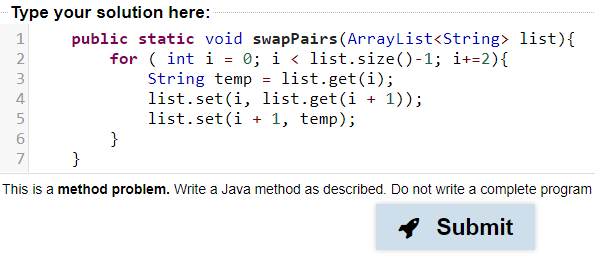 Type your solution here:
1 public static void swapPairs(ArrayList<String> list){
2 for ( int i = 0; i < list.size()-1; i+=2){
3 String temp = list.get(i);
4 list.set(i, list.get(i + 1));
5 list.set(i + 1, temp);
6 }
7 }
This is a method problem. Write a Java method as described. Do not write a complete program
Submit